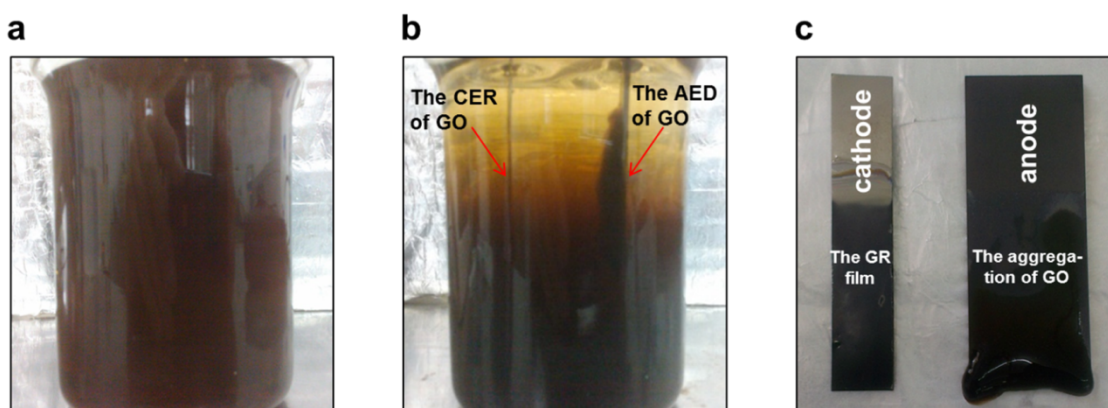 a
b
c
The CER
of GO
The AED
of GO
cathode
The GR
film
anode
The aggrega-
tion of GO